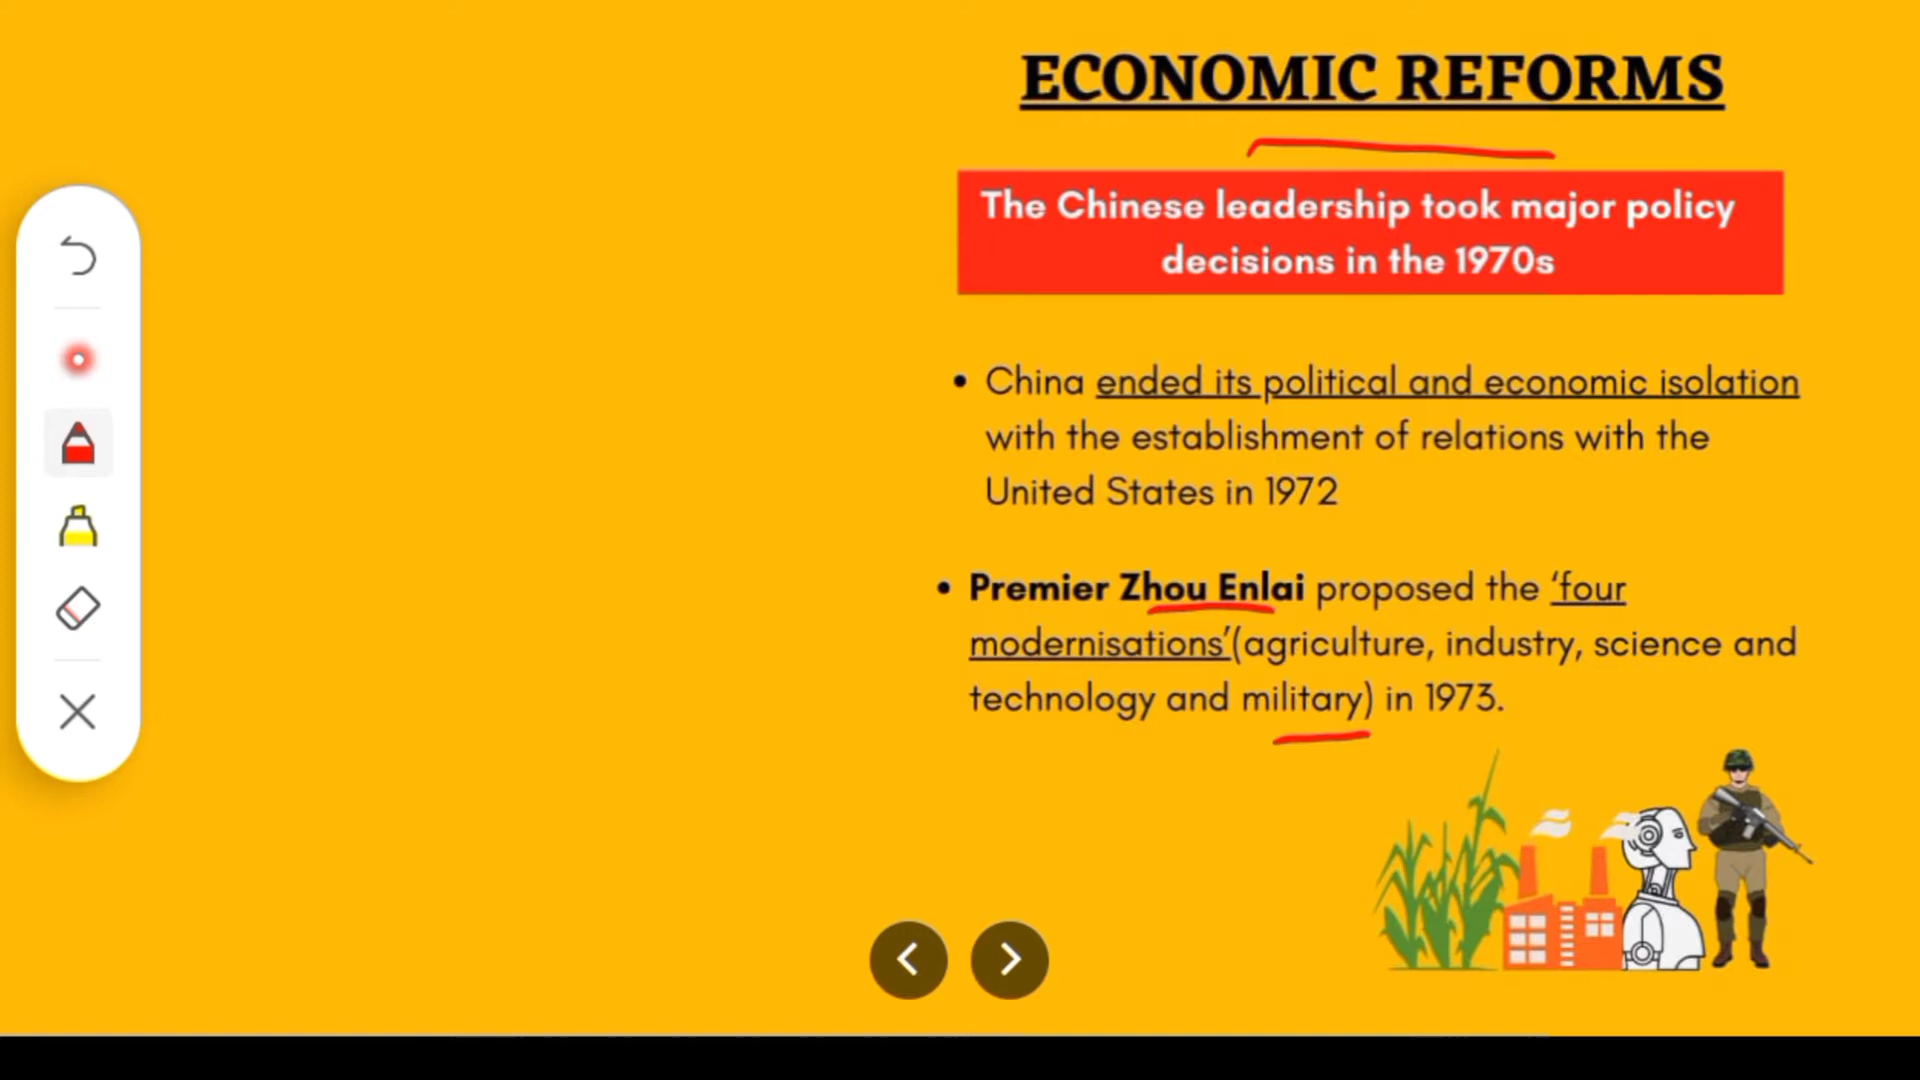 ECONOMIC REFORMS
The Chinese leadership took major policy
decisions in the 1970s
• China ended its political and economic isolation
with the establishment of relations with the
United States in 1972
• Premier Zhou Enlai proposed the ‘four
modernisations’(agriculture, industry, science and
technology and military) in 1973.